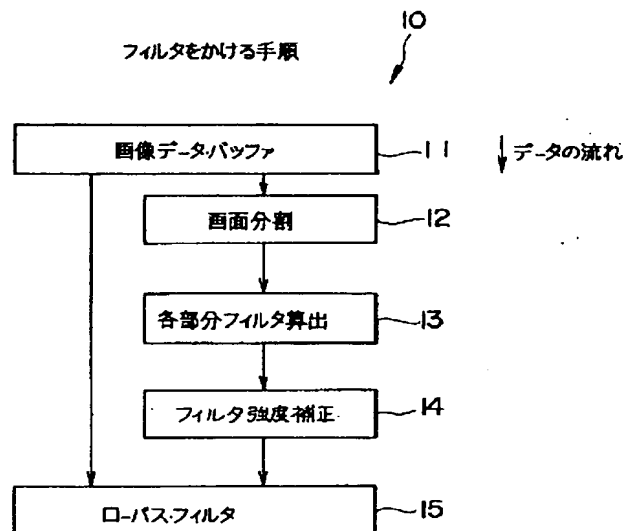 10
フィルタをかける手順
画像データ・バッファ
11
データの流れ
画面分割
12
各部分フィルタ算出
13
フィルタ強度補正
14
ローパス・フィルタ
15